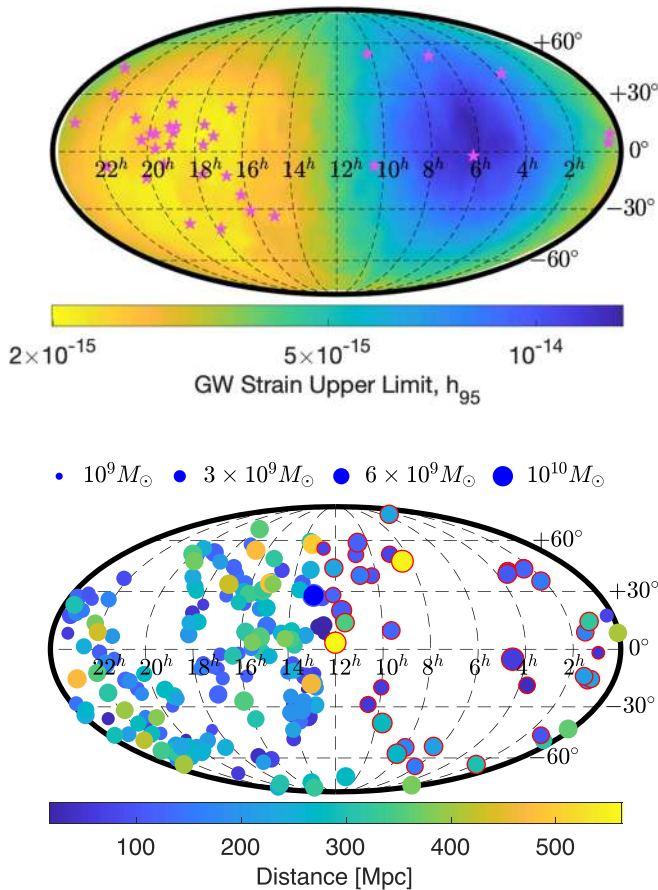 +60°
+30°
22ʰ 20ʰ 18ʰ 16ʰ 14ʰ 12ʰ 10ʰ 8ʰ 6ʰ 4ʰ 2ʰ 0°
−30°
−60°
2×10⁻¹⁵ 5×10⁻¹⁵ 10⁻¹⁴
GW Strain Upper Limit, h₉₅
10⁹M☉ 3 × 10⁹M☉ 6 × 10⁹M☉ 10¹⁰M☉
+60°
+30°
22ʰ 20ʰ 18ʰ 16ʰ 14ʰ 12ʰ 10ʰ 8ʰ 6ʰ 4ʰ 2ʰ 0°
−30°
−60°
100 200 300 400 500
Distance [Mpc]